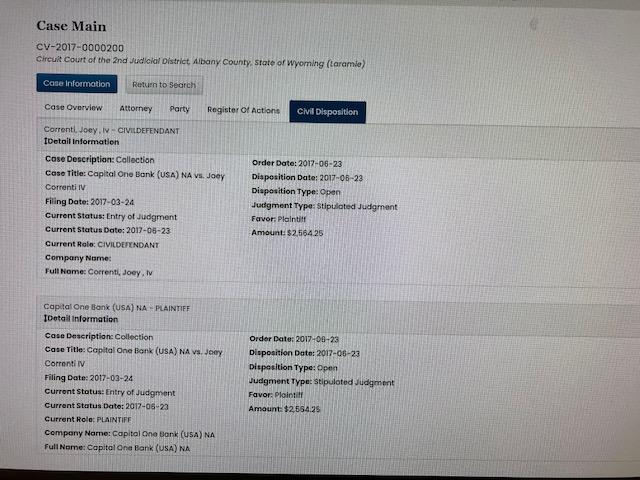 Case Main
CV-2017-0000200
Circuit Court of the 2nd Judicial District, Albany County, State of Wyoming (Laramie)
Case Information Return to Search
Case Overview Attorney Party Register Of Actions Civil Disposition
Correnti, Joey , Iv - CIVILDEFENDANT
Detail Information
Case Description: Collection
Case Title: Capital One Bank (USA) NA vs. Joey
Correnti IV
Filing Date: 2017-03-24
Current Status: Entry of Judgment
Current Status Date: 2017-06-23
Current Role: CIVILDEFENDANT
Company Name:
Full Name: Correnti, Joey , Iv
Order Date: 2017-06-23
Disposition Date: 2017-06-23
Disposition Type: Open
Judgment Type: Stipulated Judgment
Favor: Plaintiff
Amount: $2,564.25
Capital One Bank (USA) NA - PLAINTIFF
Detail Information
Case Description: Collection
Case Title: Capital One Bank (USA) NA vs. Joey
Correnti IV
Filing Date: 2017-03-24
Current Status: Entry of Judgment
Current Status Date: 2017-06-23
Current Role: PLAINTIFF
Company Name: Capital One Bank (USA) NA
Full Name: Capital One Bank (USA) NA
Order Date: 2017-06-23
Disposition Date: 2017-06-23
Disposition Type: Open
Judgment Type: Stipulated Judgment
Favor: Plaintiff
Amount: $2,564.25